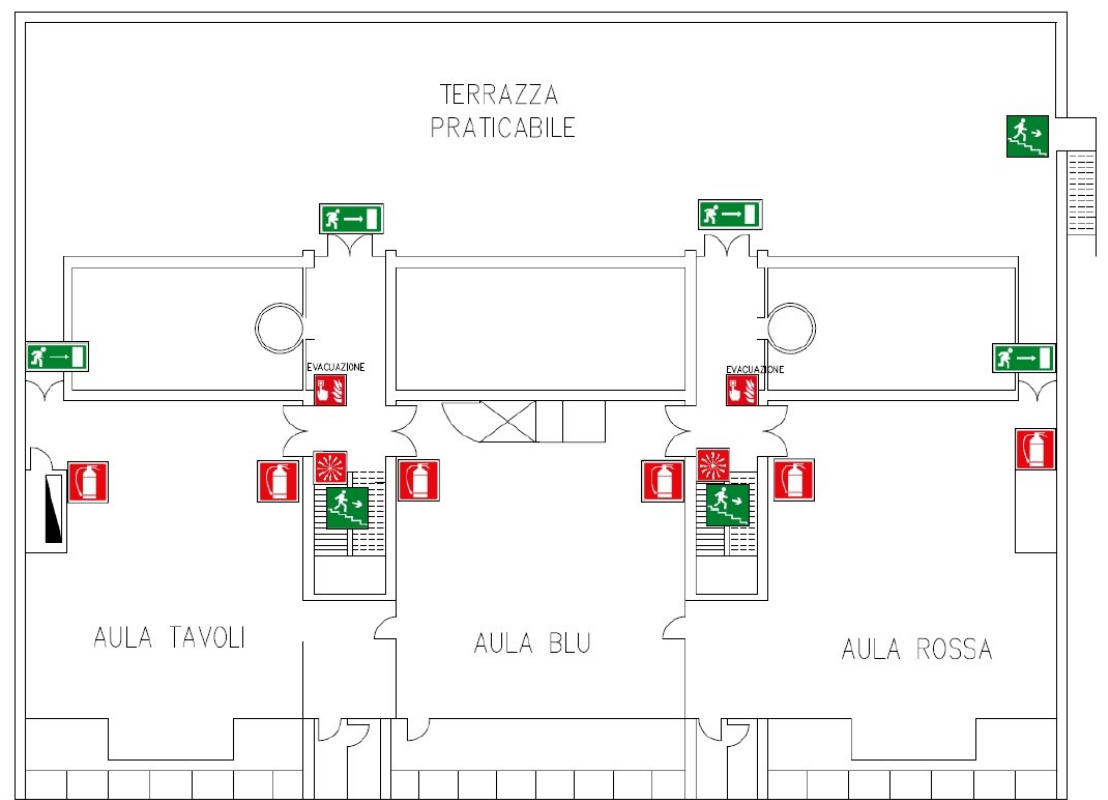 TERRAZZA
PRATICABILE
EVACUAZIONE
EVACUAZIONE
AULA TAVOLI
AULA BLU
AULA ROSSA